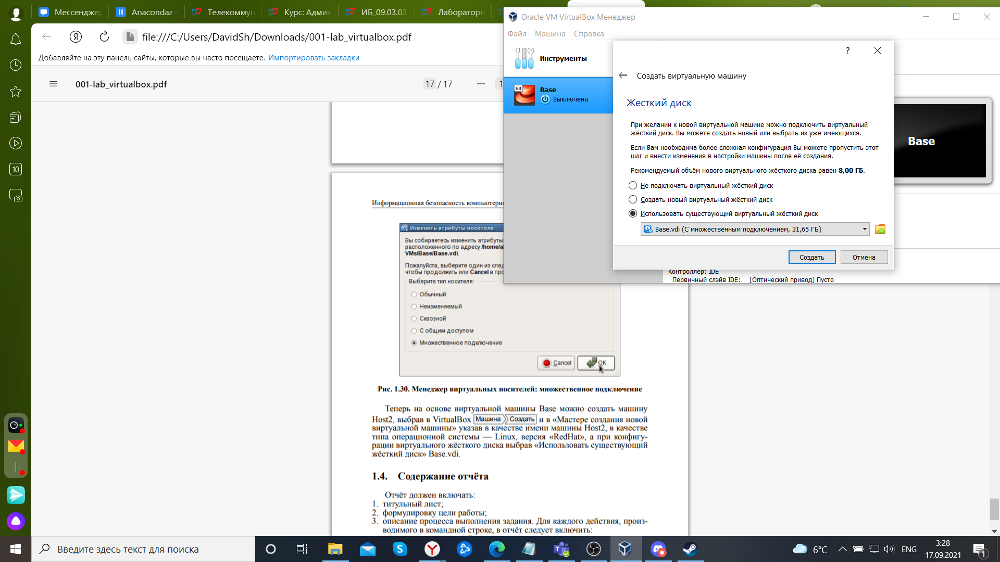 Мессенджер
Anacondaz -
Телекоммун
Курс: Админ
ИБ_09.03.03
Лабораторн
file:///C:/Users/DavidSh/Downloads/001-lab_virtualbox.pdf
Добавляйте на эту панель сайты, которые вы часто посещаете. Импортировать закладки
001-lab_virtualbox.pdf
17 / 17
1
10
Информационная безопасность компьютерн
Изменить атрибуты носителя
Вы собираетесь изменить атрибуты
расположенного по адресу /home/a
VMs/Base/Base.vdi.
Пожалуйста, выберите один из след
чтобы продолжить или Cancel в про
Выберите тип носителя:
Обычный
Неизменяемый
Сквозной
С общим доступом
Множественное подключение
Cancel
OK
Рис. 1.30. Менеджер виртуальных носителей: множественное подключение
Теперь на основе виртуальной машины Base можно создать машину
Host2, выбрав в VirtualBox Машина Создать и в «Мастере создания новой
виртуальной машины» указав в качестве имени машины Host2, в качестве
типа операционной системы — Linux, версия «RedHat», а при конфигу-
рации виртуального жёсткого диска выбрав «Использовать существующий
жёсткий диск» Base.vdi.
1.4. Содержание отчёта
Отчёт должен включать:
1. титульный лист;
2. формулировку цели работы;
3. описание процесса выполнения задания. Для каждого действия, произ-
водимого в командной строке, в отчёт следует включить:
Oracle VM VirtualBox Менеджер
Файл Машина Справка
Инструменты
64
Base
Выключена
?
Создать виртуальную машину
Жесткий диск
При желании к новой виртуальной машине можно подключить виртуальный
жёсткий диск. Вы можете создать новый или выбрать из уже имеющихся.
Если Вам необходима более сложная конфигурация Вы можете пропустить этот
шаг и внести изменения в настройки машины после её создания.
Рекомендуемый объём нового виртуального жёсткого диска равен 8,00 ГБ.
Не подключать виртуальный жёсткий диск
Создать новый виртуальный жёсткий диск
Использовать существующий виртуальный жёсткий диск
Base.vdi (С множественным подключением, 31,65 ГБ)
Создать
Отмена
Base
Контроллер: IDE
Первичный слэйв IDE: [Оптический привод] Пусто
Введите здесь текст для поиска
6°C
ENG
3:28
17.09.2021
1